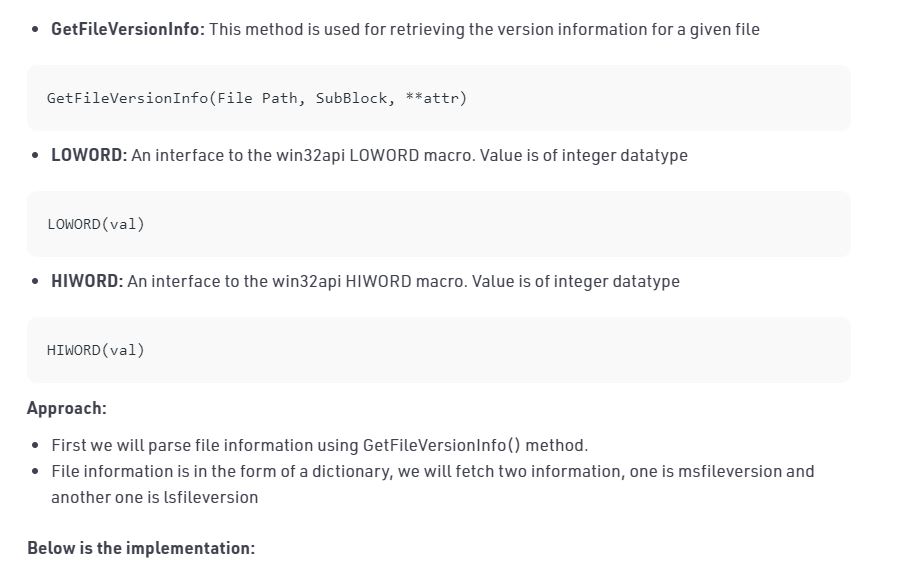 • GetFileVersionInfo: This method is used for retrieving the version information for a given file
GetFileVersionInfo(File Path, SubBlock, **attr)
• LOWORD: An interface to the win32api LOWORD macro. Value is of integer datatype
LOWORD(val)
• HIWORD: An interface to the win32api HIWORD macro. Value is of integer datatype
HIWORD(val)
Approach:
• First we will parse file information using GetFileVersionInfo() method.
• File information is in the form of a dictionary, we will fetch two information, one is msfileversion and
another one is lsfileversion
Below is the implementation: